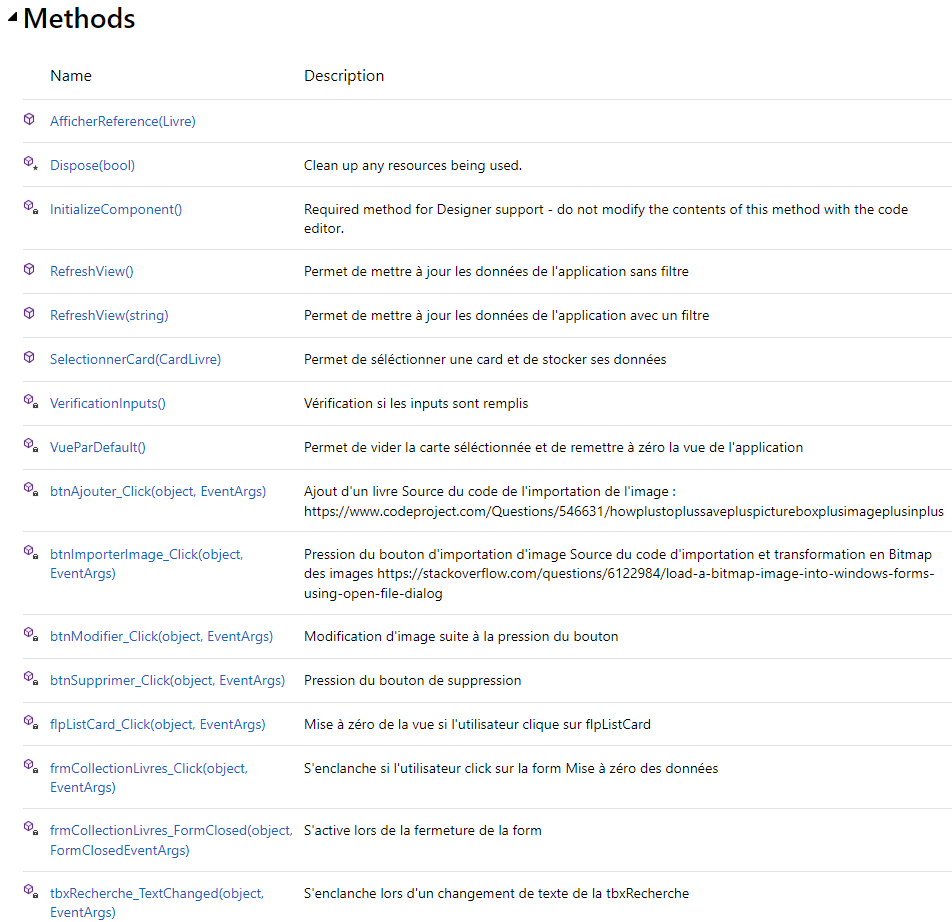 Methods
Name Description
AfficherReference(Livre)
Dispose(bool) Clean up any resources being used.
InitializeComponent() Required method for Designer support - do not modify the contents of this method with the code
editor.
RefreshView() Permet de mettre à jour les données de l'application sans filtre
RefreshView(string) Permet de mettre à jour les données de l'application avec un filtre
SelectionnerCard(CardLivre) Permet de séléctionner une card et de stocker ses données
VerificationInputs() Vérification si les inputs sont remplis
VueParDefault() Permet de vider la carte séléctionnée et de remettre à zéro la vue de l'application
btnAjouter_Click(object, EventArgs) Ajout d'un livre Source du code de l'importation de l'image :
https://www.codeproject.com/Questions/546631/howplustoplussavepluspictureboxplusimageplusinplus
btnImporterImage_Click(object, Pression du bouton d'importation d'image Source du code d'importation et transformation en Bitmap
EventArgs) des images https://stackoverflow.com/questions/6122984/load-a-bitmap-image-into-windows-forms-
using-open-file-dialog
btnModifier_Click(object, EventArgs) Modification d'image suite à la pression du bouton
btnSupprimer_Click(object, EventArgs) Pression du bouton de suppression
flpListCard_Click(object, EventArgs) Mise à zéro de la vue si l'utilisateur clique sur flpListCard
frmCollectionLivres_Click(object, S'enclanche si l'utilisateur click sur la form Mise à zéro des données
EventArgs)
frmCollectionLivres_FormClosed(object, S'active lors de la fermeture de la form
FormClosedEventArgs)
tbxRecherche_TextChanged(object, S'enclanche lors d'un changement de texte de la tbxRecherche
EventArgs)